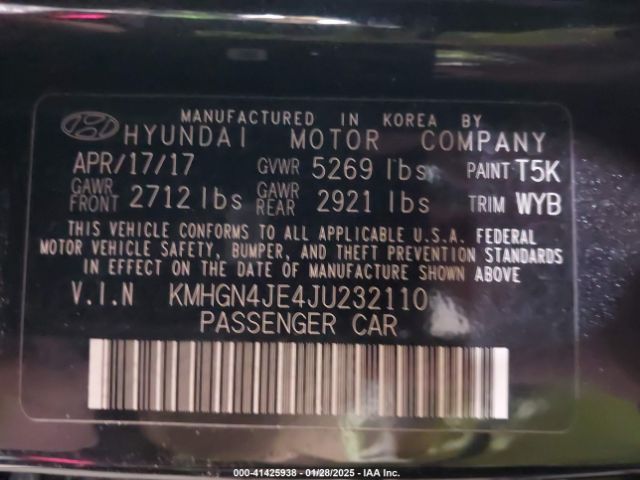 MANUFACTURED IN KOREA BY
HYUNDAI MOTOR COMPANY
APR/17/17 GVWR 5269 lbs PAINT T5K
GAWR FRONT 2712 lbs GAWR REAR 2921 lbs TRIM WYB
THIS VEHICLE CONFORMS TO ALL APPLICABLE U.S.A. FEDERAL
MOTOR VEHICLE SAFETY, BUMPER, AND THEFT PREVENTION STANDARDS
IN EFFECT ON THE DATE OF MANUFACTURE SHOWN ABOVE
V.I.N KMHGN4JE4JU232110
PASSENGER CAR
000-41425938 - 01/28/2025 - IAA Inc.